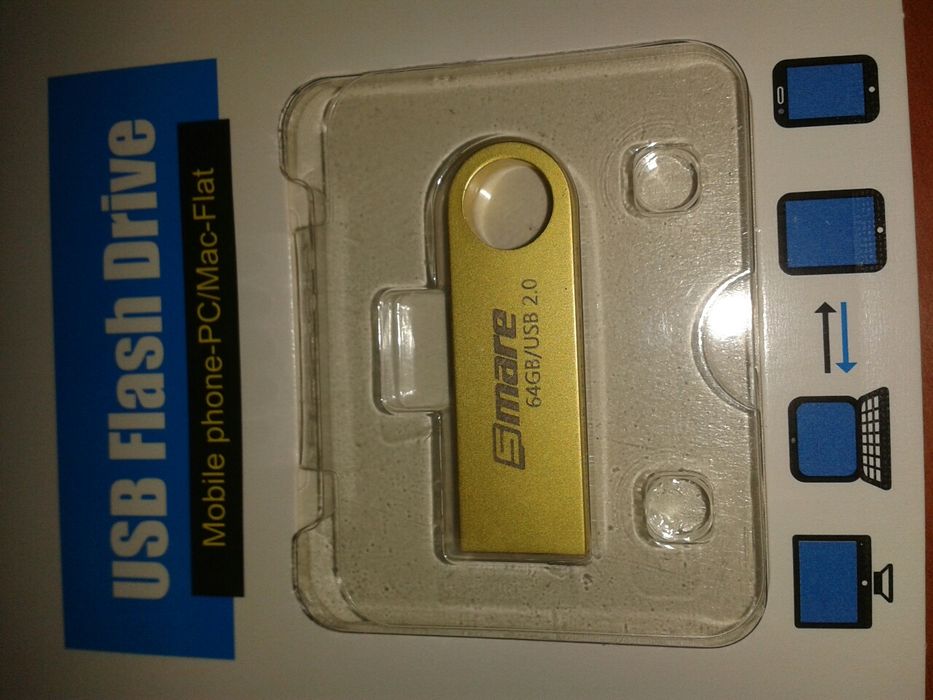 USB Flash Drive
Mobile phone-PC/Mac-Flat
Smare
64GB/USB 2.0